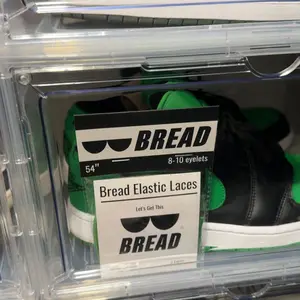 BREAD
54"
8-10 eyelets
Bread Elastic Laces
Let's Get This
BREAD